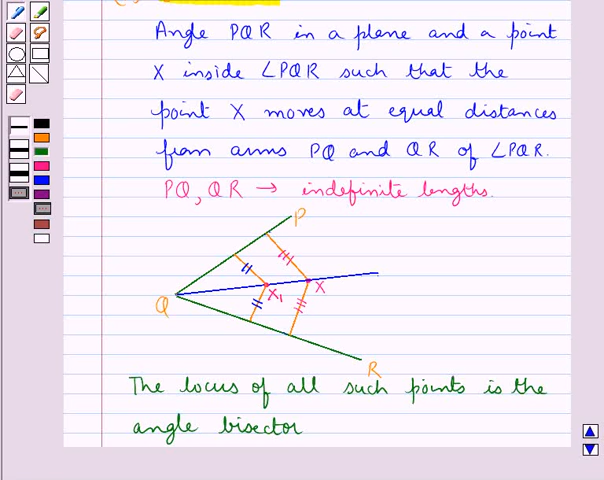 Angle PQR in a plane and a point
X inside ∠PQR such that the
point X moves at equal distances
from arms PQ and QR of ∠PQR.
PQ, QR → indefinite lengths.
P
Q
X₁
X
R
The locus of all such points is the
angle bisector